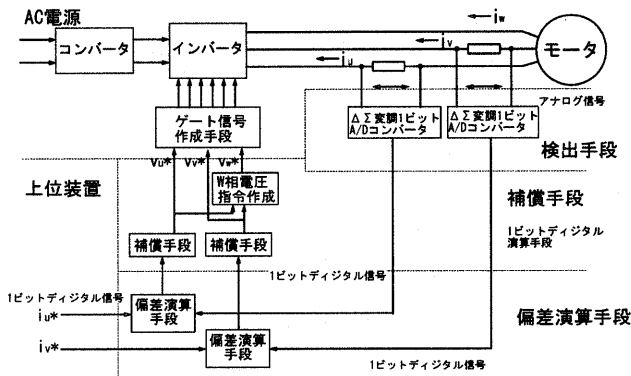 AC電源
コンバータ
インバータ
iw
iv
iu
モータ
アナログ信号
ゲート信号
作成手段
ΔΣ変調1ビット
A/Dコンバータ
ΔΣ変調1ビット
A/Dコンバータ
検出手段
Vu*
Vv*
Vw*
上位装置
W相電圧
指令作成
補償手段
1ビットディジタル
演算手段
補償手段
補償手段
1ビットディジタル信号
1ビットディジタル信号
iu*
偏差演算
手段
偏差演算手段
iv*
偏差演算
手段
1ビットディジタル信号